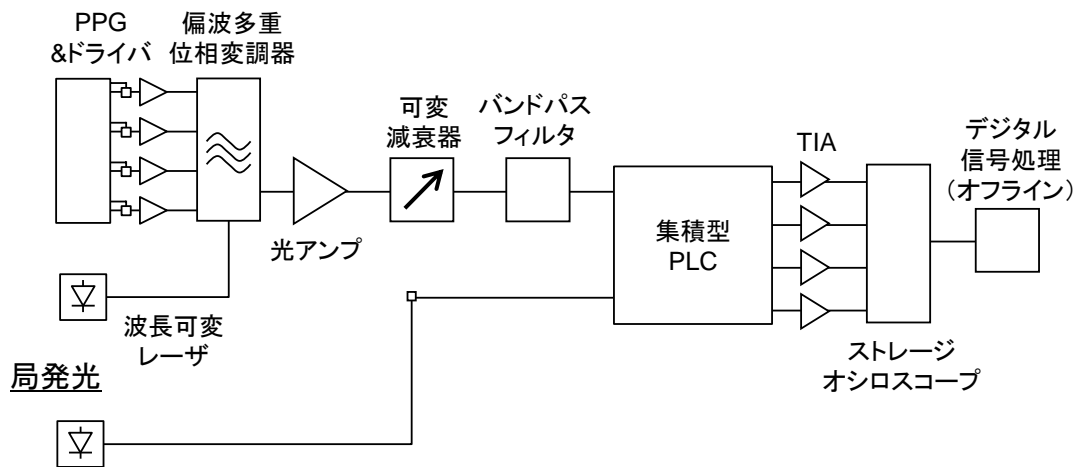 PPG
&ドライバ
偏波多重
位相変調器
可変
減衰器
バンドパス
フィルタ
TIA
デジタル
信号処理
(オフライン)
光アンプ
集積型
PLC
波長可変
レーザ
ストレージ
オシロスコープ
局発光